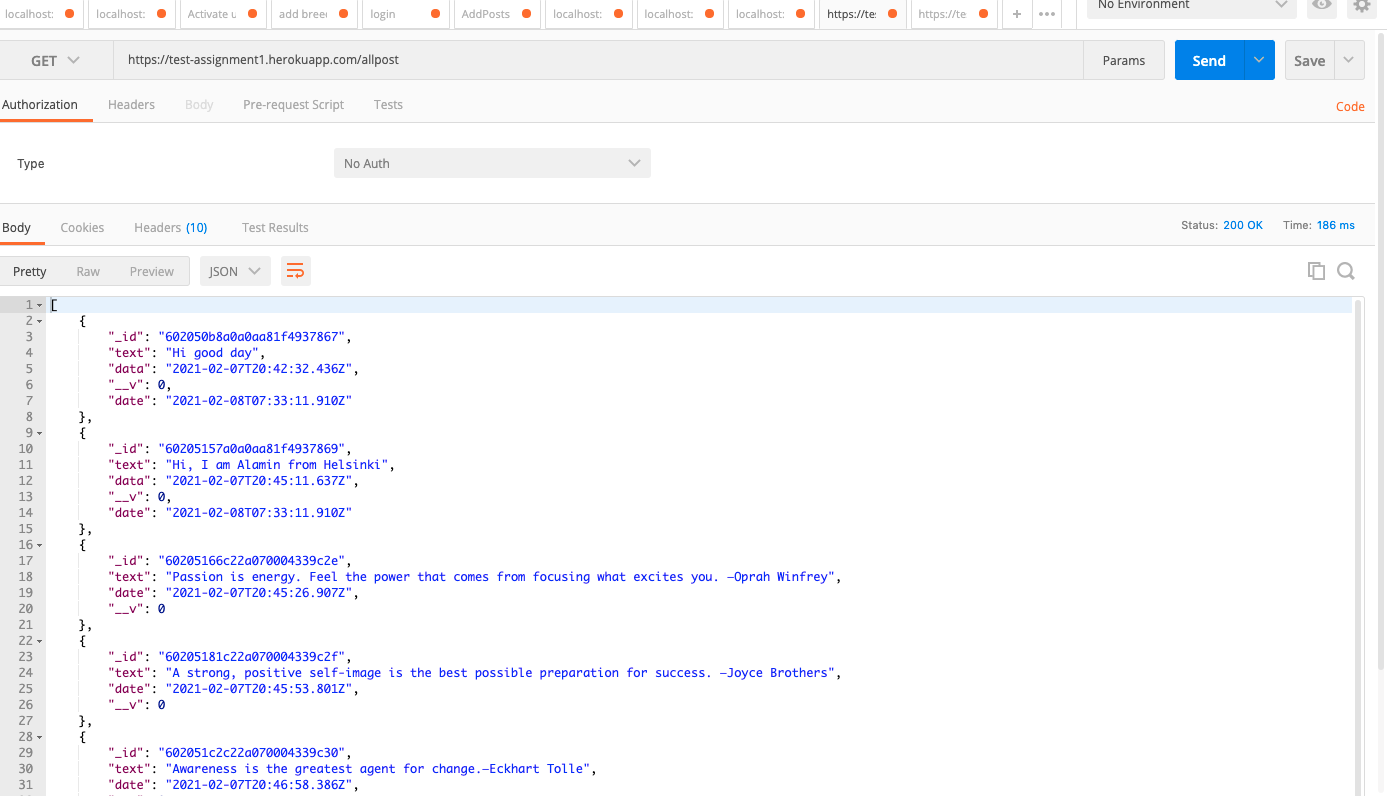 localhost: localhost: Activate u add breed login AddPosts localhost: localhost: localhost: https://tes https://te + ••• No Environment
GET https://test-assignment1.herokuapp.com/allpost Params Send Save
Authorization Headers Body Pre-request Script Tests Code
Type No Auth
Body Cookies Headers (10) Test Results Status: 200 OK Time: 186 ms
Pretty Raw Preview JSON
1 [
2 {
3 "_id": "602050b8a0a0aa81f4937867",
4 "text": "Hi good day",
5 "data": "2021-02-07T20:42:32.436Z",
6 "__v": 0,
7 "date": "2021-02-08T07:33:11.910Z"
8 },
9 {
10 "_id": "60205157a0a0aa81f4937869",
11 "text": "Hi, I am Alamin from Helsinki",
12 "data": "2021-02-07T20:45:11.637Z",
13 "__v": 0,
14 "date": "2021-02-08T07:33:11.910Z"
15 },
16 {
17 "_id": "60205166c22a070004339c2e",
18 "text": "Passion is energy. Feel the power that comes from focusing what excites you. –Oprah Winfrey",
19 "date": "2021-02-07T20:45:26.907Z",
20 "__v": 0
21 },
22 {
23 "_id": "60205181c22a070004339c2f",
24 "text": "A strong, positive self-image is the best possible preparation for success. –Joyce Brothers",
25 "date": "2021-02-07T20:45:53.801Z",
26 "__v": 0
27 },
28 {
29 "_id": "602051c2c22a070004339c30",
30 "text": "Awareness is the greatest agent for change.–Eckhart Tolle",
31 "date": "2021-02-07T20:46:58.386Z",